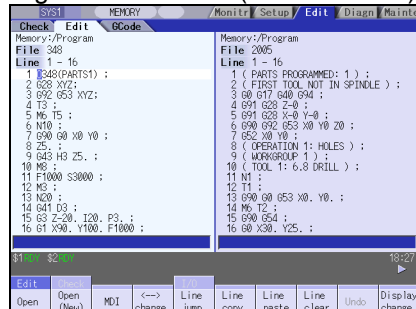 SYS1 MEMORY Monitr Setup Edit Diagn Mainte
Check Edit GCode
Memory:/Program
File 348
Line 1 - 16
1 O348(PARTS1) ;
2 G28 XYZ;
3 G92 G53 XYZ;
4 T3 ;
5 M6 T5 ;
6 N10 ;
7 G90 G0 X0 Y0 ;
8 Z5. ;
9 G43 H3 Z5. ;
10 M8 ;
11 F1000 S3000 ;
12 M3 ;
13 N20 ;
14 G41 D3 ;
15 G3 Z-20. I20. P3. ;
16 G1 X90. Y100. F1000 ;
Memory:/Program
File 2005
Line 1 - 16
1 ( PARTS PROGRAMMED: 1 ) ;
2 ( FIRST TOOL NOT IN SPINDLE ) ;
3 G0 G17 G40 G94 ;
4 G91 G28 Z-0 ;
5 G91 G28 X-0 Y-0 ;
6 G90 G92 G53 X0 Y0 Z0 ;
7 G52 X0 Y0 ;
8 ( OPERATION 1: HOLES ) ;
9 ( WORKGROUP 1 ) ;
10 ( TOOL 1: 6.8 DRILL ) ;
11 N1 ;
12 T1 ;
13 G90 G0 G53 X0. Y0. ;
14 M6 T2 ;
15 G90 G54 ;
16 G0 X30. Y25. ;
$1 RDY $2 RDY 18:27
Edit Check I/O
Open Open (New) MDI <--> change Line jump Line copy Line paste Line clear Undo Display change